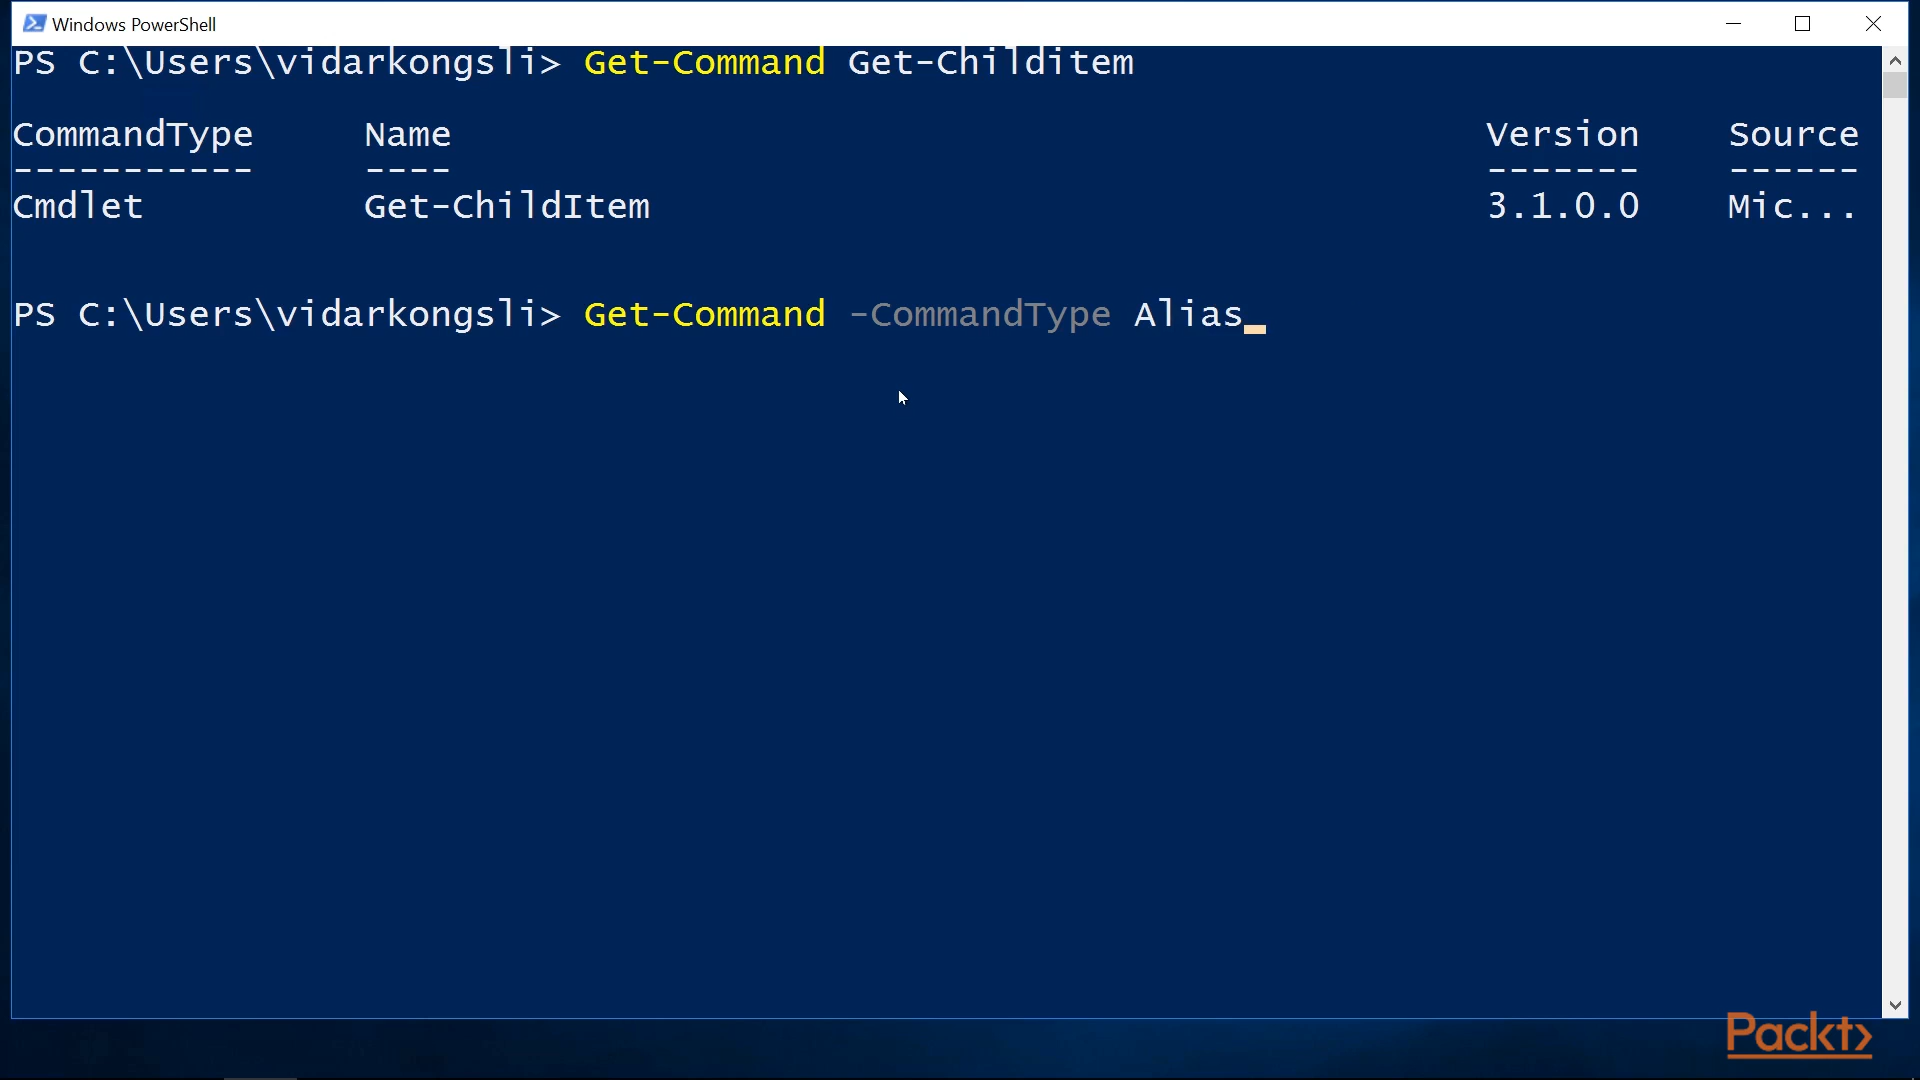 Windows PowerShell
PS C:\Users\vidarkongsli> Get-Command Get-Childitem
CommandType Name Version Source
----------- ---- ------- ------
Cmdlet Get-ChildItem 3.1.0.0 Mic...
PS C:\Users\vidarkongsli> Get-Command -CommandType Alias_
Packt>